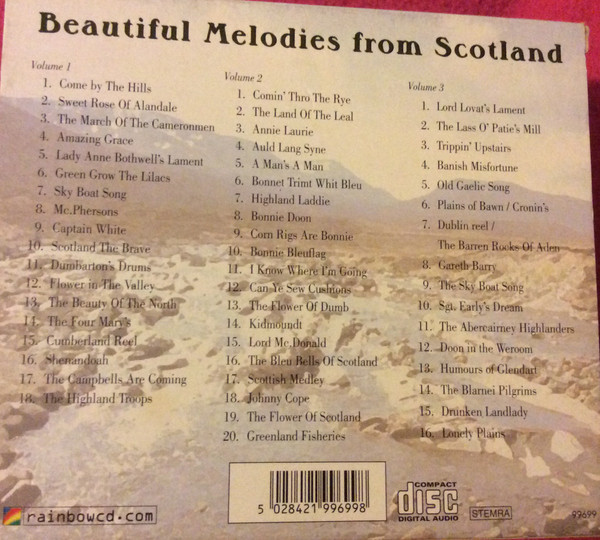 Beautiful Melodies from Scotland
Volume 1
1. Come by The Hills
2. Sweet Rose Of Alandale
3. The March Of The Cameronmen
4. Amazing Grace
5. Lady Anne Bothwell's Lament
6. Green Grow The Lilacs
7. Sky Boat Song
8. Mc.Phersons
9. Captain White
10. Scotland The Brave
11. Dumbarton's Drums
12. Flower in The Valley
13. The Beauty Of The North
14. The Four Mary's
15. Cumberland Reel
16. Shenandoah
17. The Campbells Are Coming
18. The Highland Troops
Volume 2
1. Comin' Thro The Rye
2. The Land Of The Leal
3. Annie Laurie
4. Auld Lang Syne
5. A Man's A Man
6. Bonnet Trimt Whit Bleu
7. Highland Laddie
8. Bonnie Doon
9. Corn Rigs Are Bonnie
10. Bonnie Bleuflag
11. I Know Where I'm Going
12. Can Ye Sew Cushions
13. The Flower Of Dumb
14. Kidmoundt
15. Lord Mc.Donald
16. The Bleu Bells Of Scotland
17. Scottish Medley
18. Johnny Cope
19. The Flower Of Scotland
20. Greenland Fisheries
Volume 3
1. Lord Lovat's Lament
2. The Lass O' Patie's Mill
3. Trippin' Upstairs
4. Banish Misfortune
5. Old Gaelic Song
6. Plains of Bawn / Cronin's
7. Dublin reel /
The Barren Rocks Of Aden
8. Gareth Barry
9. The Sky Boat Song
10. Sgt. Early's Dream
11. The Abercairney Highlanders
12. Doon in the Weroom
13. Humours of Glendart
14. The Blarnei Pilgrims
15. Drunken Landlady
16. Lonely Plains
rainbowcd.com
5 028421 996998
COMPACT
disc
DIGITAL AUDIO
STEMRA
99699